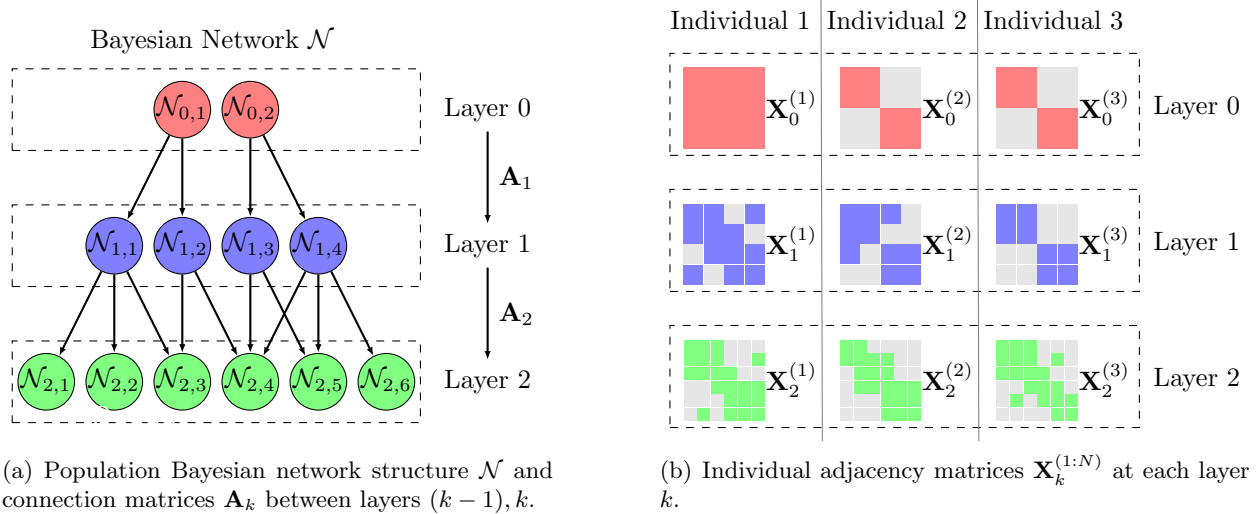 Bayesian Network 𝒩
𝒩₀,₁ 𝒩₀,₂ Layer 0
A₁
𝒩₁,₁ 𝒩₁,₂ 𝒩₁,₃ 𝒩₁,₄ Layer 1
A₂
𝒩₂,₁ 𝒩₂,₂ 𝒩₂,₃ 𝒩₂,₄ 𝒩₂,₅ 𝒩₂,₆ Layer 2
(a) Population Bayesian network structure 𝒩 and
connection matrices Aₖ between layers (k − 1), k.
Individual 1 Individual 2 Individual 3
X₀⁽¹⁾ X₀⁽²⁾ X₀⁽³⁾ Layer 0
X₁⁽¹⁾ X₁⁽²⁾ X₁⁽³⁾ Layer 1
X₂⁽¹⁾ X₂⁽²⁾ X₂⁽³⁾ Layer 2
(b) Individual adjacency matrices Xₖ⁽¹:ᴺ⁾ at each layer
k.